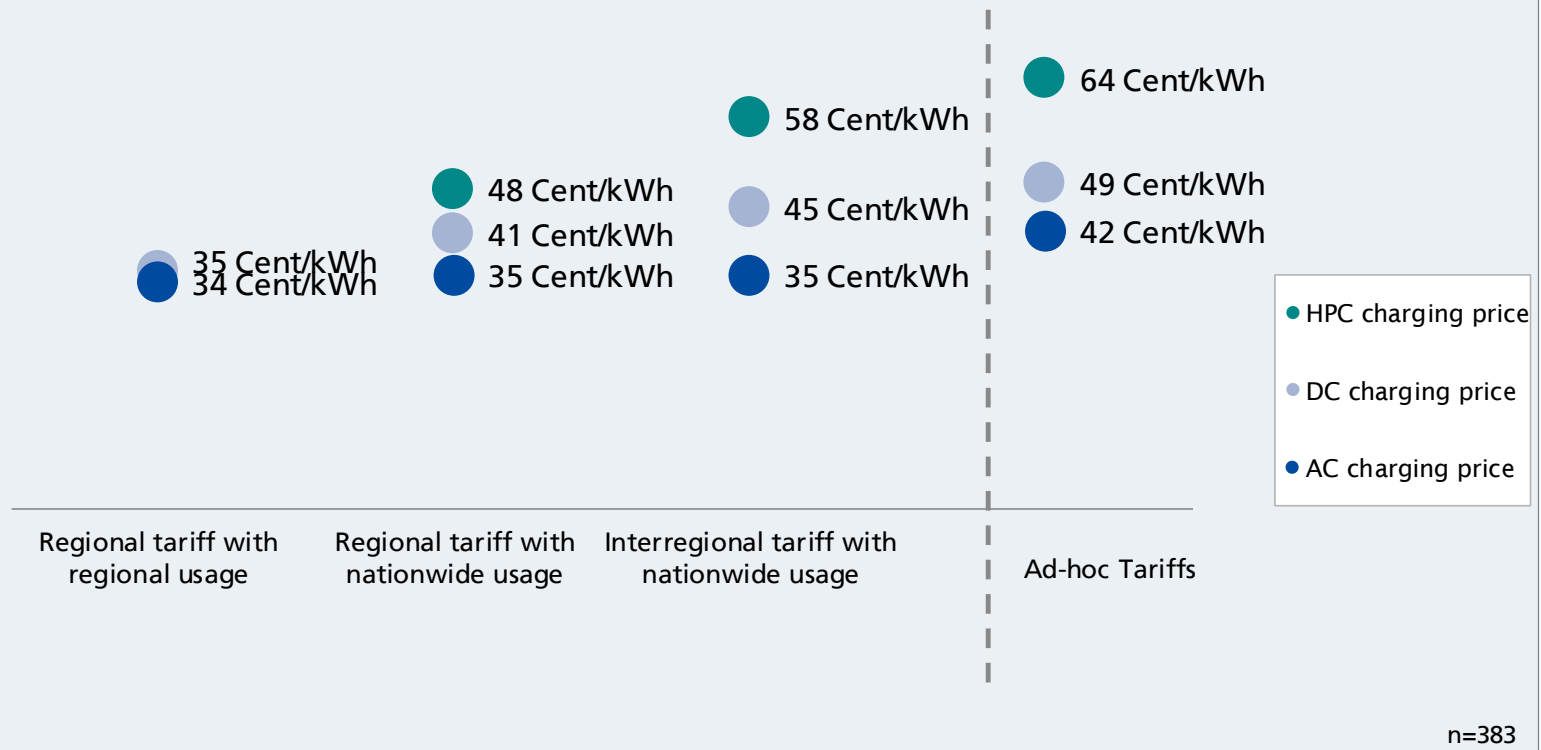 64 Cent/kWh
58 Cent/kWh
48 Cent/kWh
49 Cent/kWh
45 Cent/kWh
41 Cent/kWh
42 Cent/kWh
35 Cent/kWh
34 Cent/kWh
35 Cent/kWh
35 Cent/kWh
HPC charging price
DC charging price
AC charging price
Regional tariff with
regional usage
Regional tariff with
nationwide usage
Interregional tariff with
nationwide usage
Ad-hoc Tariffs
n=383